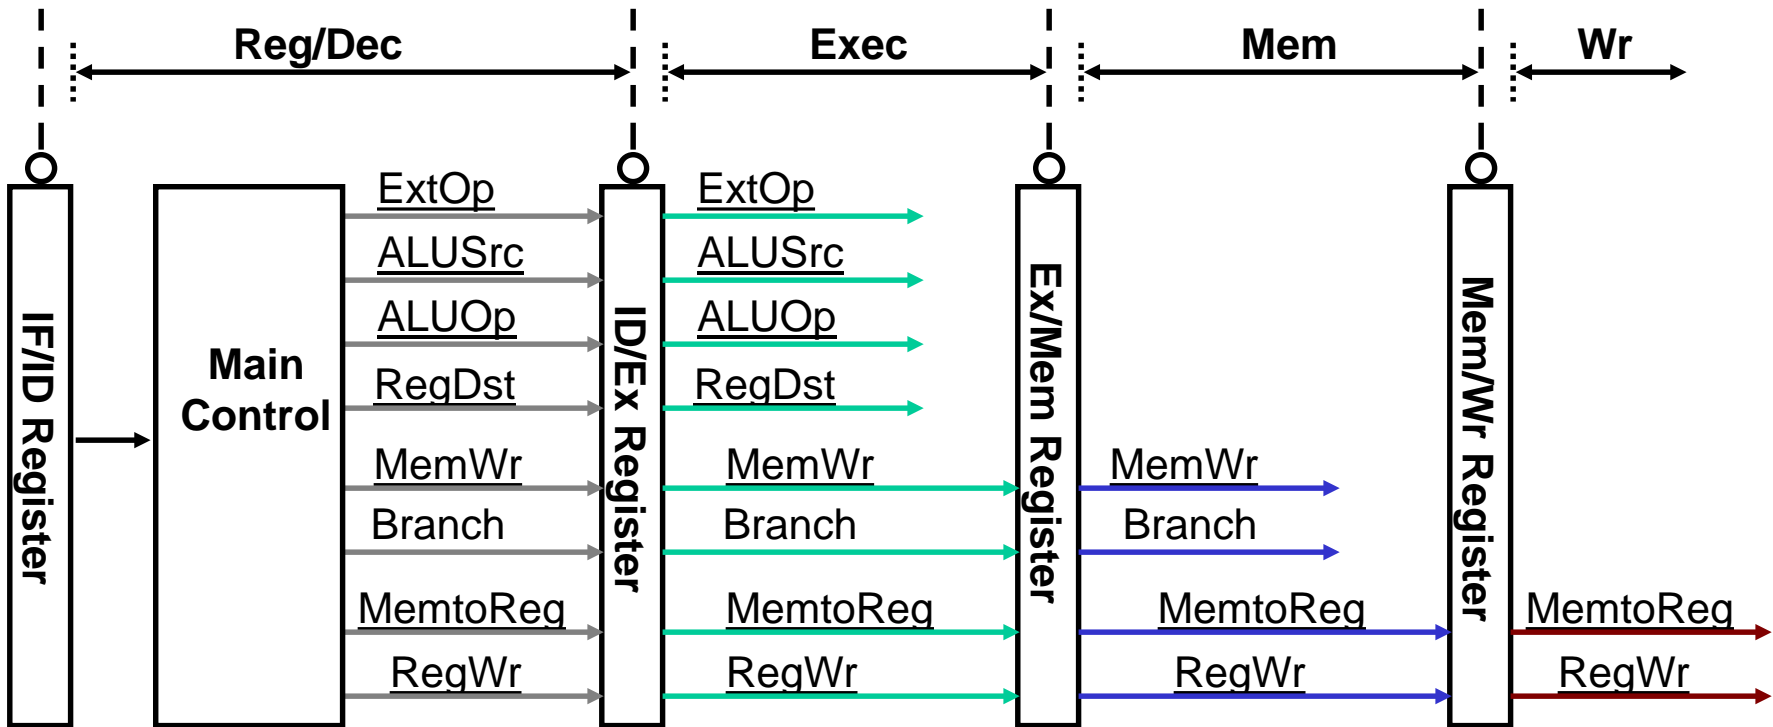 Reg/Dec
Exec
Mem
Wr
IF/ID Register
Main
Control
ExtOp
ALUSrc
ALUOp
RegDst
MemWr
Branch
MemtoReg
RegWr
ID/Ex Register
ExtOp
ALUSrc
ALUOp
RegDst
MemWr
Branch
MemtoReg
RegWr
Ex/Mem Register
MemWr
Branch
MemtoReg
RegWr
Mem/Wr Register
MemtoReg
RegWr